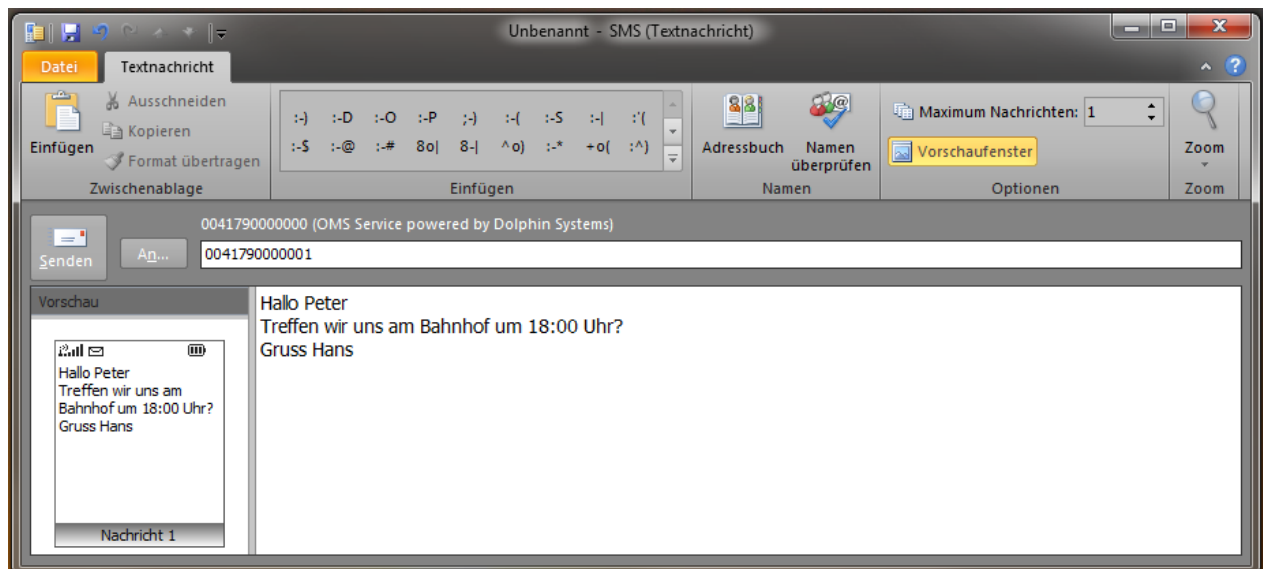 Unbenannt - SMS (Textnachricht)
Datei Textnachricht
Einfügen
Ausschneiden
Kopieren
Format übertragen
Zwischenablage
:-) :-D :-O :-P ;-) :-( :-S :-| :'(
:-$ :-@ :-# 8o| 8-| ^o) :-* +o( :^)
Einfügen
Adressbuch
Namen
überprüfen
Namen
Maximum Nachrichten: 1
Vorschaufenster
Optionen
Zoom
Zoom
Senden
An...
0041790000000 (OMS Service powered by Dolphin Systems)
0041790000001
Vorschau
Hallo Peter
Treffen wir uns am
Bahnhof um 18:00 Uhr?
Gruss Hans
Nachricht 1
Hallo Peter
Treffen wir uns am Bahnhof um 18:00 Uhr?
Gruss Hans